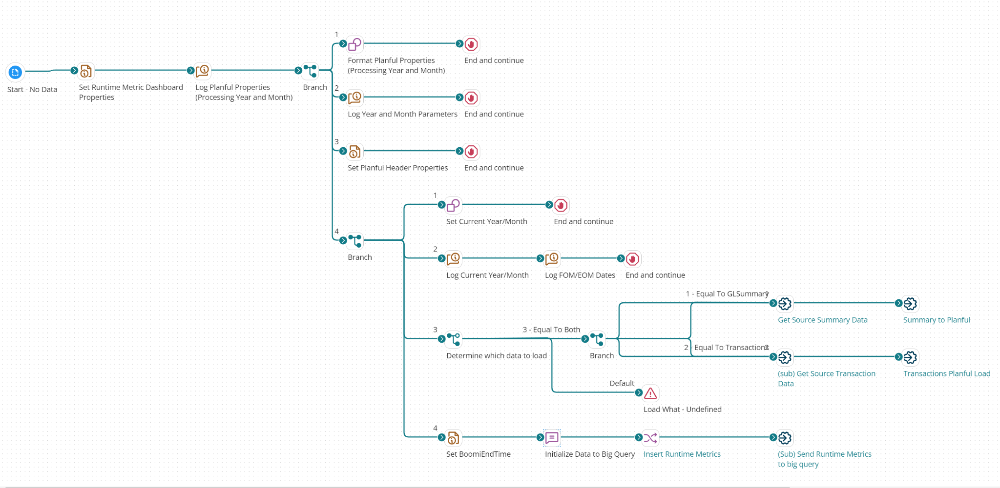 1
Format Planful Properties
(Processing Year and Month)
End and continue
Start - No Data
Set Runtime Metric Dashboard
Properties
Log Planful Properties
(Processing Year and Month)
Branch
2
Log Year and Month Parameters
End and continue
3
Set Planful Header Properties
End and continue
4
Branch
1
Set Current Year/Month
End and continue
2
Log Current Year/Month
Log FOM/EOM Dates
End and continue
3
Determine which data to load
3 - Equal To Both
Branch
1 - Equal To GLSummary
1
Get Source Summary Data
Summary to Planful
2 - Equal To Transactions
2
(sub) Get Source Transaction
Data
Transactions Planful Load
Default
Load What - Undefined
4
Set BoomiEndTime
Initialize Data to Big Query
Insert Runtime Metrics
(Sub) Send Runtime Metrics
to big query